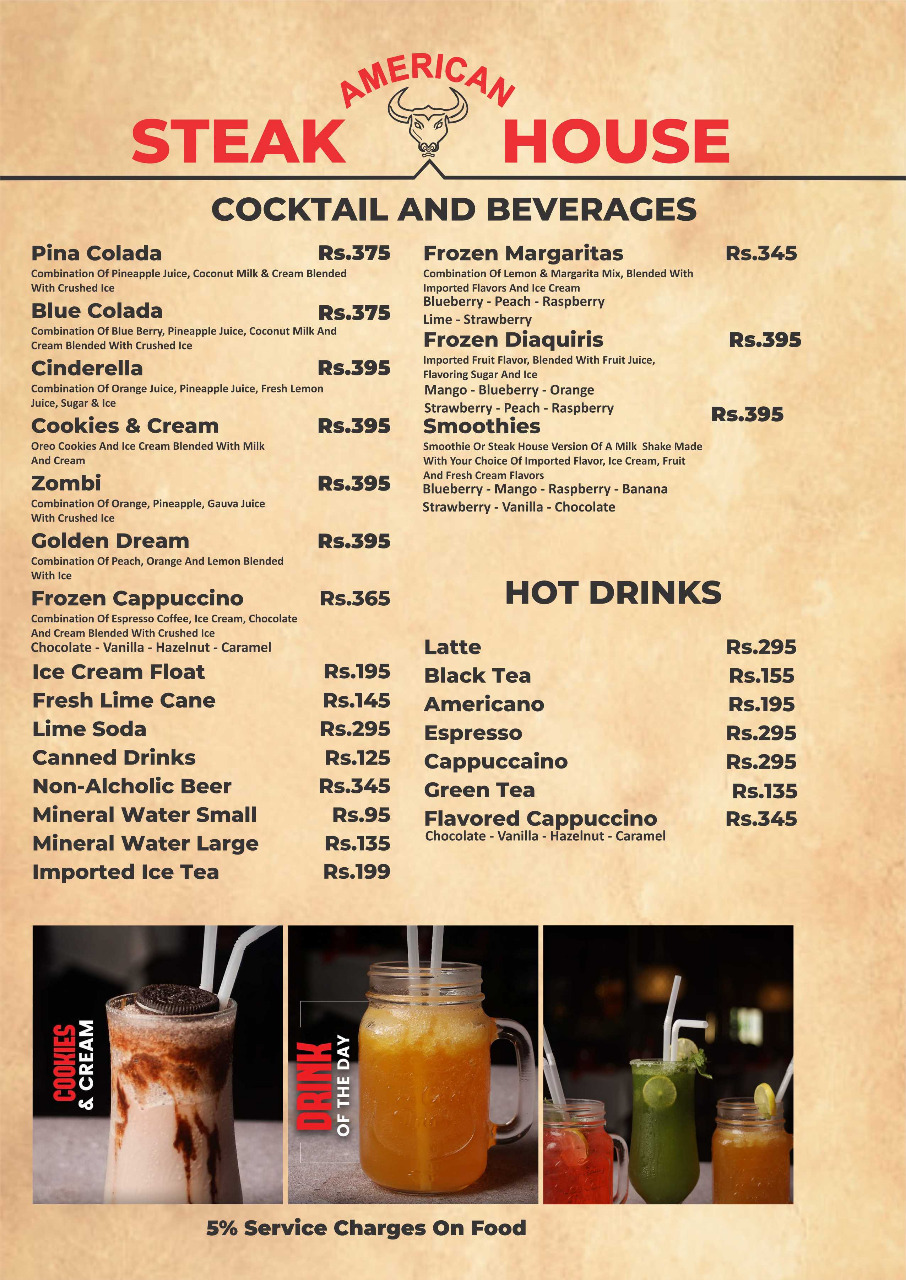 AMERICAN
STEAK HOUSE
COCKTAIL AND BEVERAGES
Pina Colada Rs.375
Combination Of Pineapple Juice, Coconut Milk & Cream Blended
With Crushed Ice
Blue Colada Rs.375
Combination Of Blue Berry, Pineapple Juice, Coconut Milk And
Cream Blended With Crushed Ice
Cinderella Rs.395
Combination Of Orange Juice, Pineapple Juice, Fresh Lemon
Juice, Sugar & Ice
Cookies & Cream Rs.395
Oreo Cookies And Ice Cream Blended With Milk
And Cream
Zombi Rs.395
Combination Of Orange, Pineapple, Gauva Juice
With Crushed Ice
Golden Dream Rs.395
Combination Of Peach, Orange And Lemon Blended
With Ice
Frozen Cappuccino Rs.365
Combination Of Espresso Coffee, Ice Cream, Chocolate
And Cream Blended With Crushed Ice
Chocolate - Vanilla - Hazelnut - Caramel
Ice Cream Float Rs.195
Fresh Lime Cane Rs.145
Lime Soda Rs.295
Canned Drinks Rs.125
Non-Alcholic Beer Rs.345
Mineral Water Small Rs.95
Mineral Water Large Rs.135
Imported Ice Tea Rs.199
Frozen Margaritas Rs.345
Combination Of Lemon & Margarita Mix, Blended With
Imported Flavors And Ice Cream
Blueberry - Peach - Raspberry
Lime - Strawberry
Frozen Diaquiris Rs.395
Imported Fruit Flavor, Blended With Fruit Juice,
Flavoring Sugar And Ice
Mango - Blueberry - Orange
Strawberry - Peach - Raspberry
Smoothies Rs.395
Smoothie Or Steak House Version Of A Milk Shake Made
With Your Choice Of Imported Flavor, Ice Cream, Fruit
And Fresh Cream Flavors
Blueberry - Mango - Raspberry - Banana
Strawberry - Vanilla - Chocolate
HOT DRINKS
Latte Rs.295
Black Tea Rs.155
Americano Rs.195
Espresso Rs.295
Cappuccaino Rs.295
Green Tea Rs.135
Flavored Cappuccino Rs.345
Chocolate - Vanilla - Hazelnut - Caramel
COOKIES
& CREAM
DRINK
OF THE DAY
5% Service Charges On Food